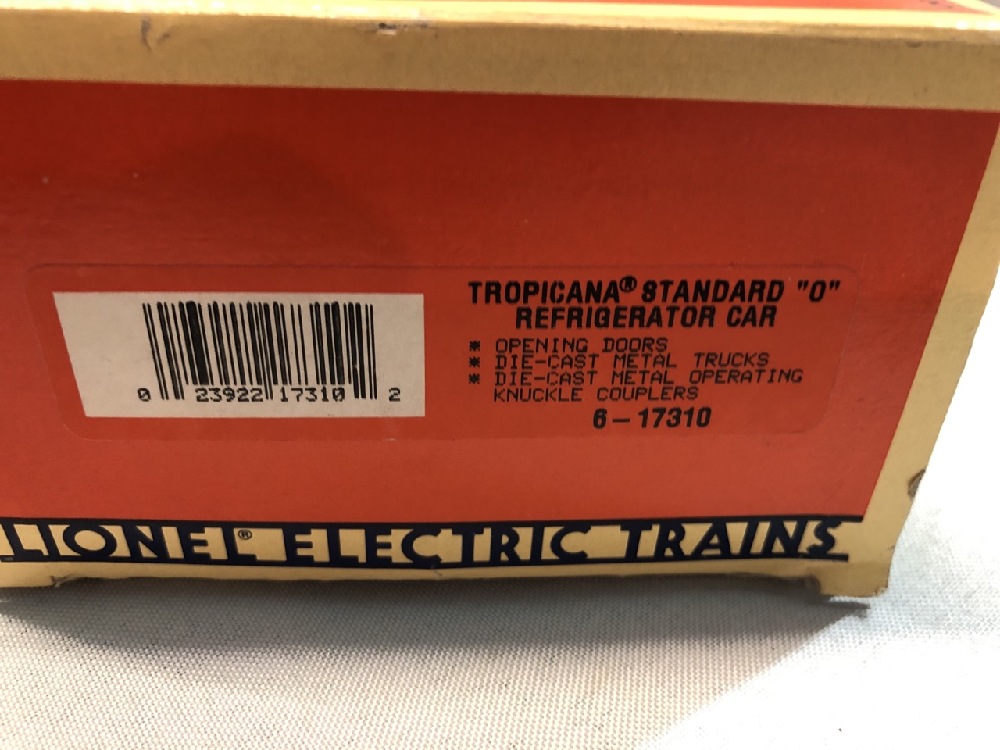 TROPICANA® STANDARD "O"
REFRIGERATOR CAR
* OPENING DOORS
* DIE-CAST METAL TRUCKS
* DIE-CAST METAL OPERATING
KNUCKLE COUPLERS
6-17310
0 23922 17310 2
LIONEL® ELECTRIC TRAINS